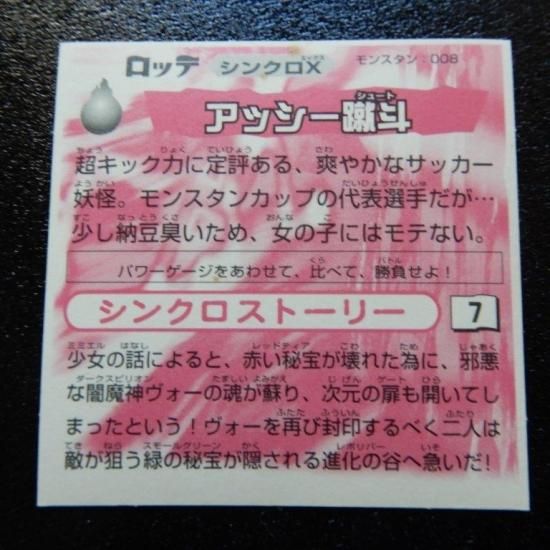 ロッテ シンクロX モンスタン:008
アッシー蹴斗
超キック力に定評ある、爽やかなサッカー
妖怪。モンスタンカップの代表選手だが…
少し納豆臭いため、女の子にはモテない。
パワーゲージをあわせて、比べて、勝負せよ!
シンクロストーリー 7
少女の話によると、赤い秘宝が壊れた為に、邪悪
な闇魔神ヴォーの魂が蘇り、次元の扉も開いてし
まったという!ヴォーを再び封印するべく二人は
敵が狙う緑の秘宝が隠される進化の谷へ急いだ!